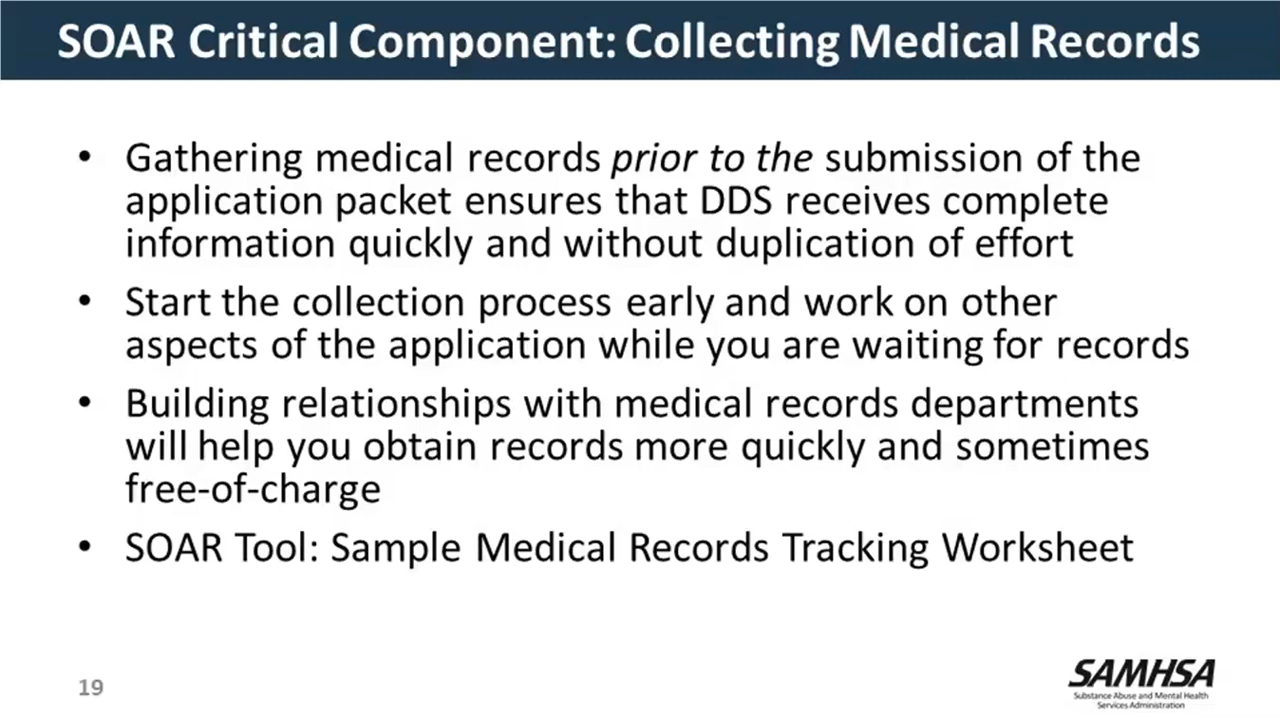 SOAR Critical Component: Collecting Medical Records
• Gathering medical records prior to the submission of the
application packet ensures that DDS receives complete
information quickly and without duplication of effort
• Start the collection process early and work on other
aspects of the application while you are waiting for records
• Building relationships with medical records departments
will help you obtain records more quickly and sometimes
free-of-charge
• SOAR Tool: Sample Medical Records Tracking Worksheet
19
SAMHSA
Substance Abuse and Mental Health
Services Administration